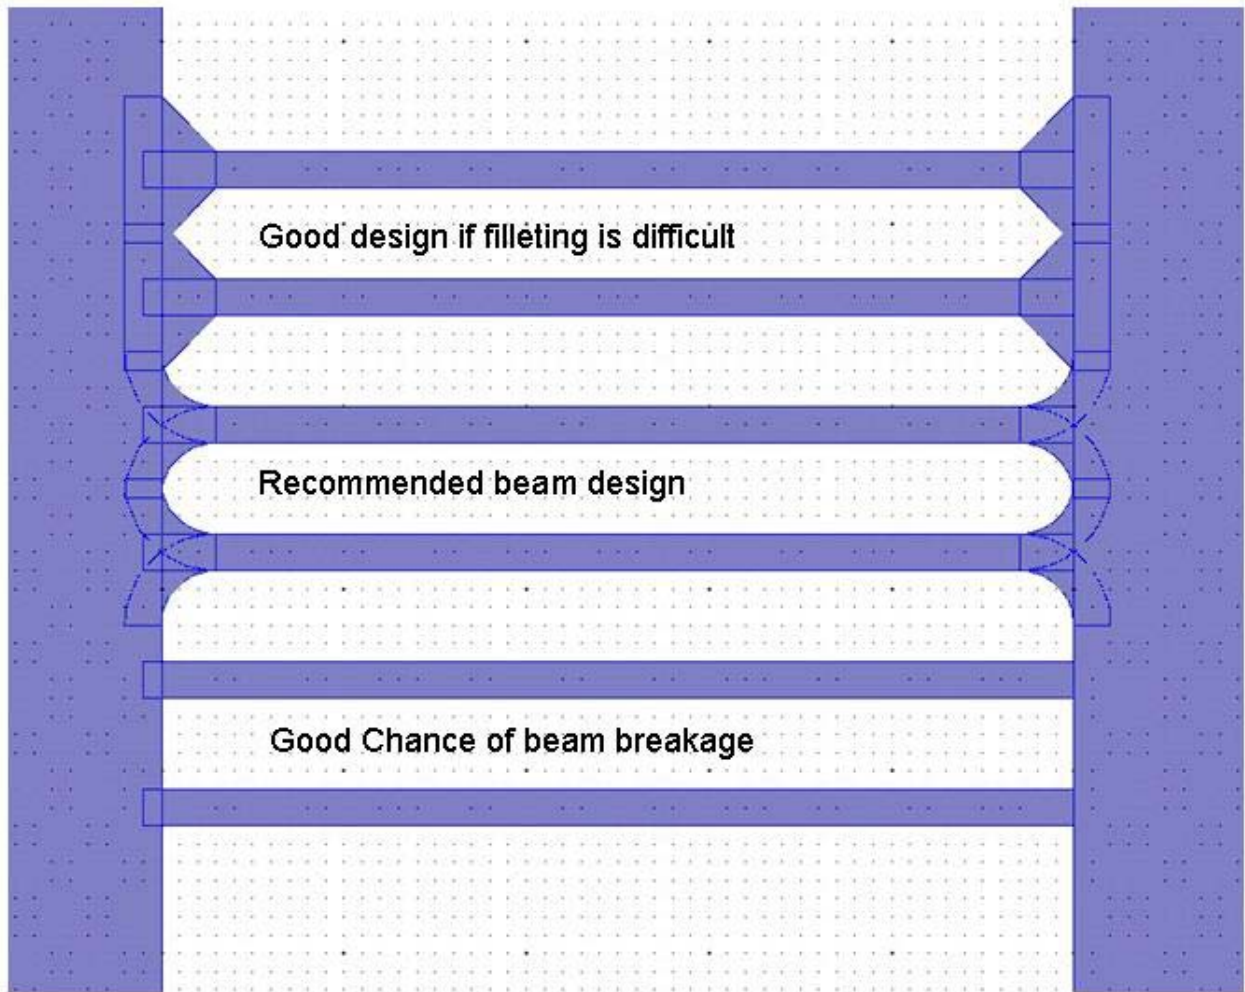 Good design if filleting is difficult
Recommended beam design
Good Chance of beam breakage